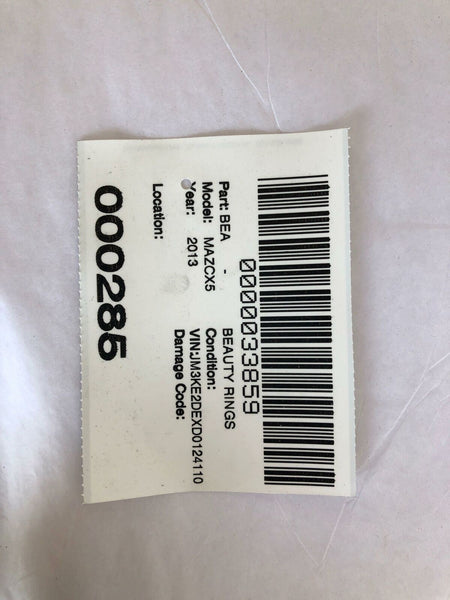 0000033859
Part: BEA - BEAUTY RINGS
Model: MAZCX5 Condition:
Year: 2013 VIN:JM3KE2DEXD0124110
Location: Damage Code:
000285